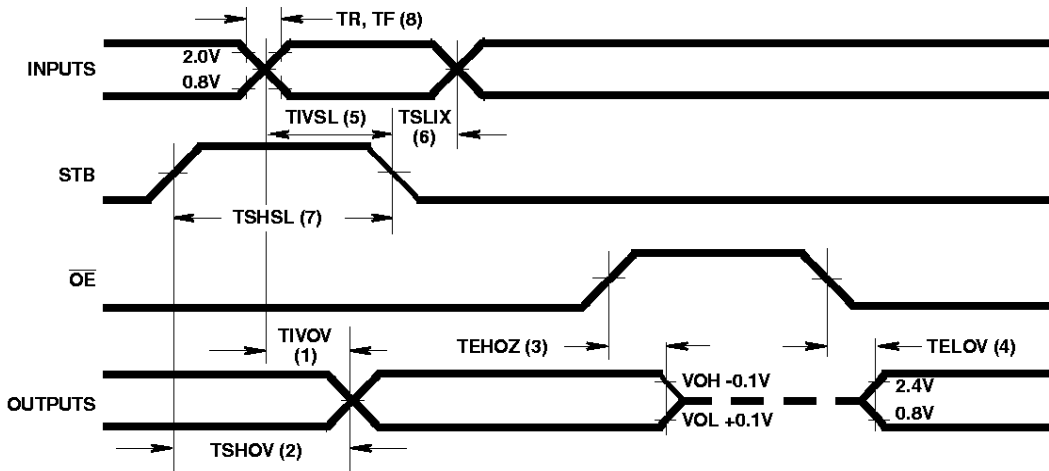 TR, TF (8)
INPUTS
2.0V
0.8V
TIVSL (5)
TSLIX
(6)
STB
TSHSL (7)
OE
TIVOV
(1)
TEHOZ (3)
TELOV (4)
OUTPUTS
VOH -0.1V
VOL +0.1V
2.4V
0.8V
TSHOV (2)